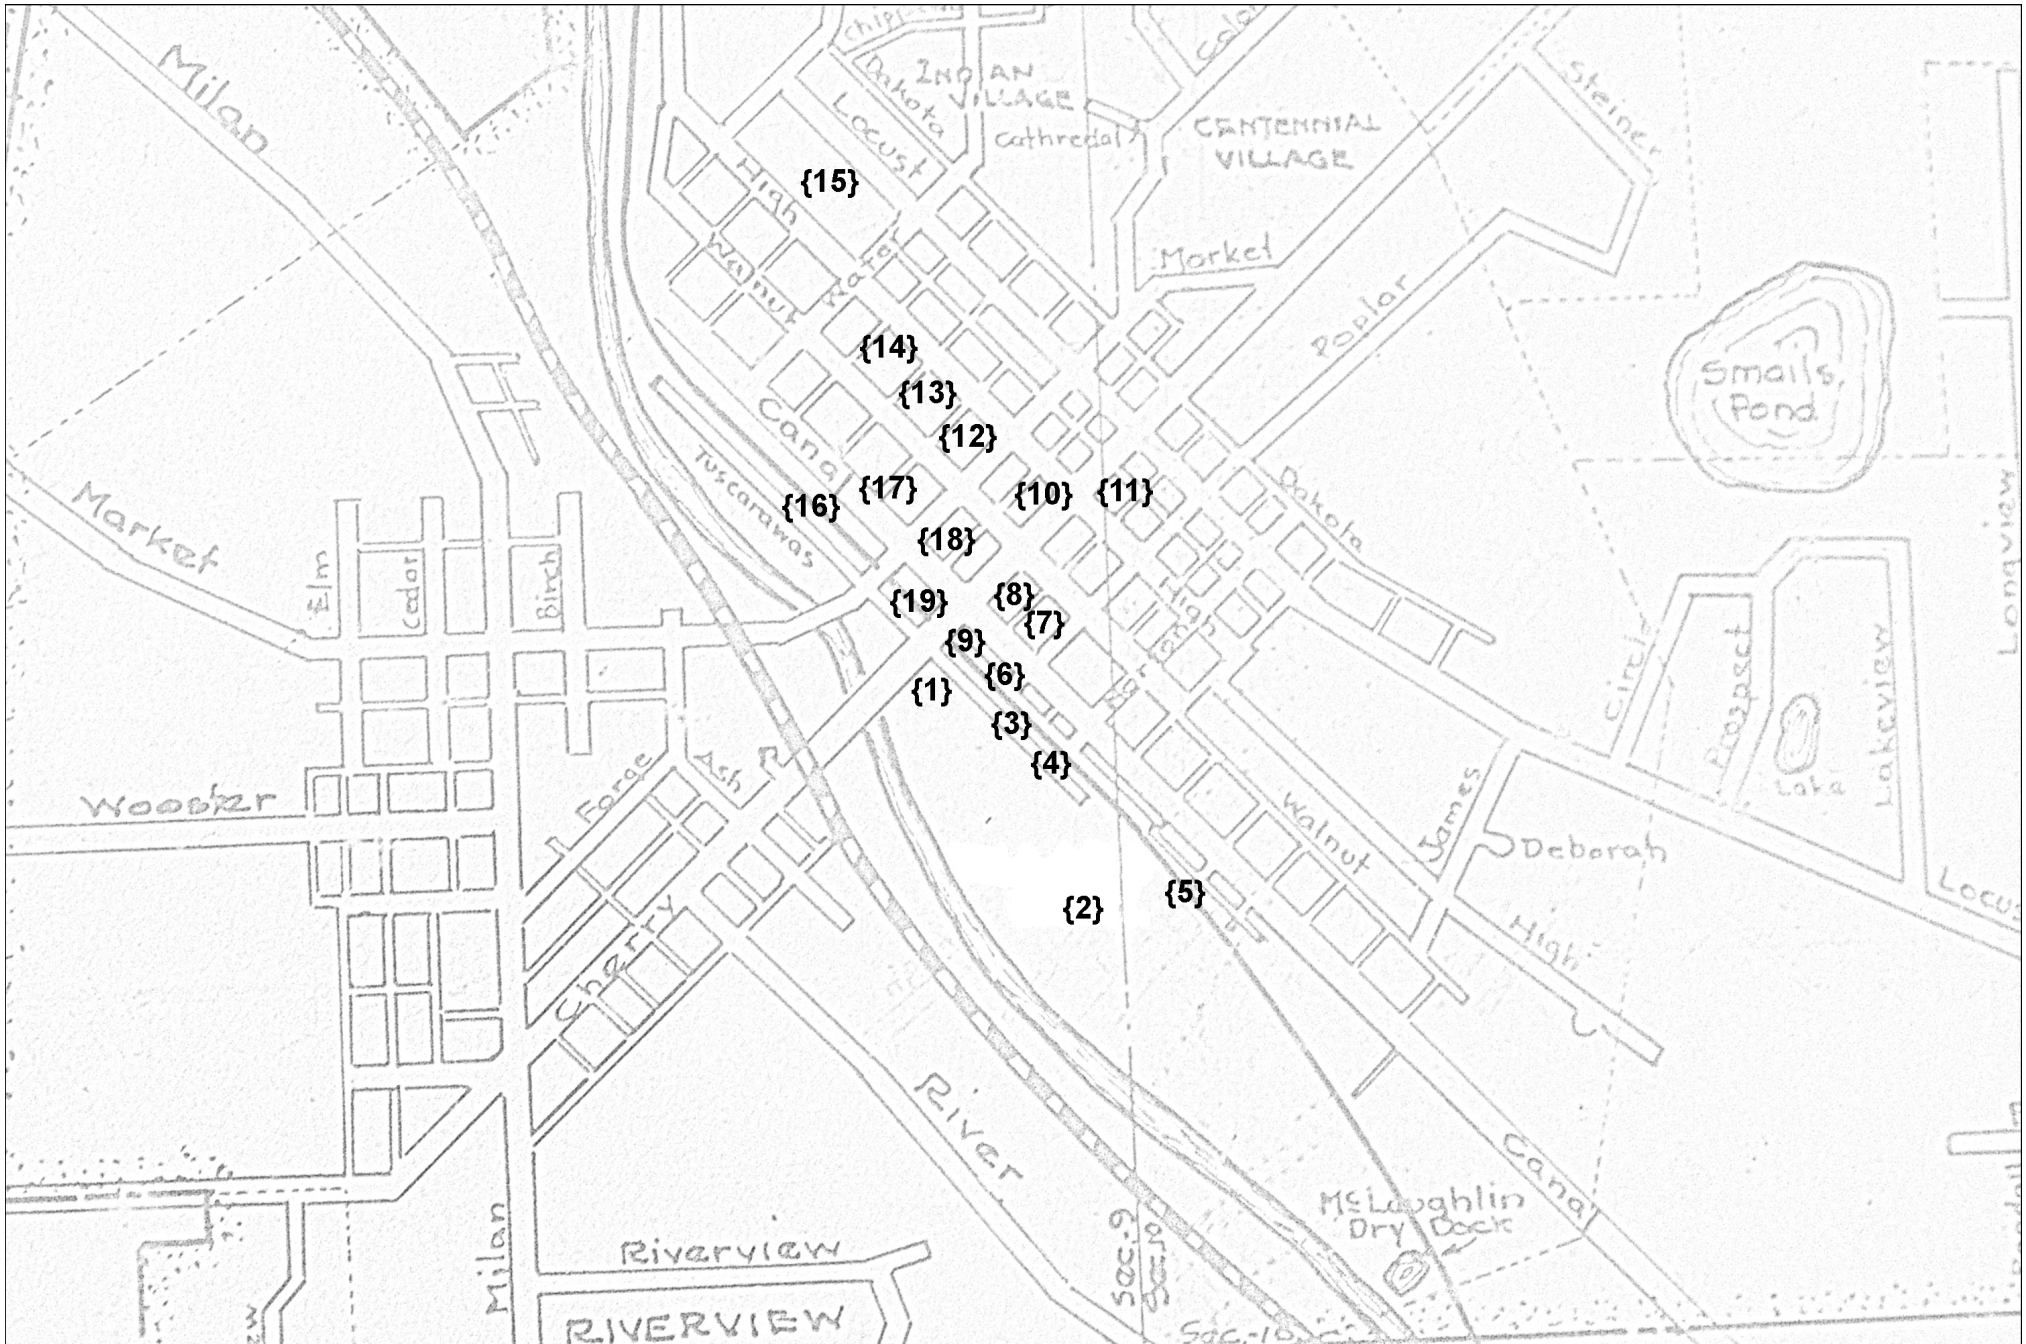 Milan
Chip
Dakota
INDIAN
VILLAGE
Locust
Cathredal
CENTENNIAL
VILLAGE
Steiner
High
{15}
Walnut
Market
Poplar
Smails
Pond
{14}
{13}
{12}
Canal
Tuscarawas
{16}
{17}
{10}
{11}
Dakota
Longview
Market
Elm
Cedar
Birch
{18}
{19}
{8}
{7}
{9}
{6}
{1}
{3}
{4}
High
Circle
Prospect
Lakeview
Lake
Wooster
Forge
Ash
Walnut
James
Deborah
{2}
{5}
Locus
Cherry
High
River
Canal
McLaughlin
Dry Dock
Sec.9
Sec.10
Milan
Riverview
RIVERVIEW